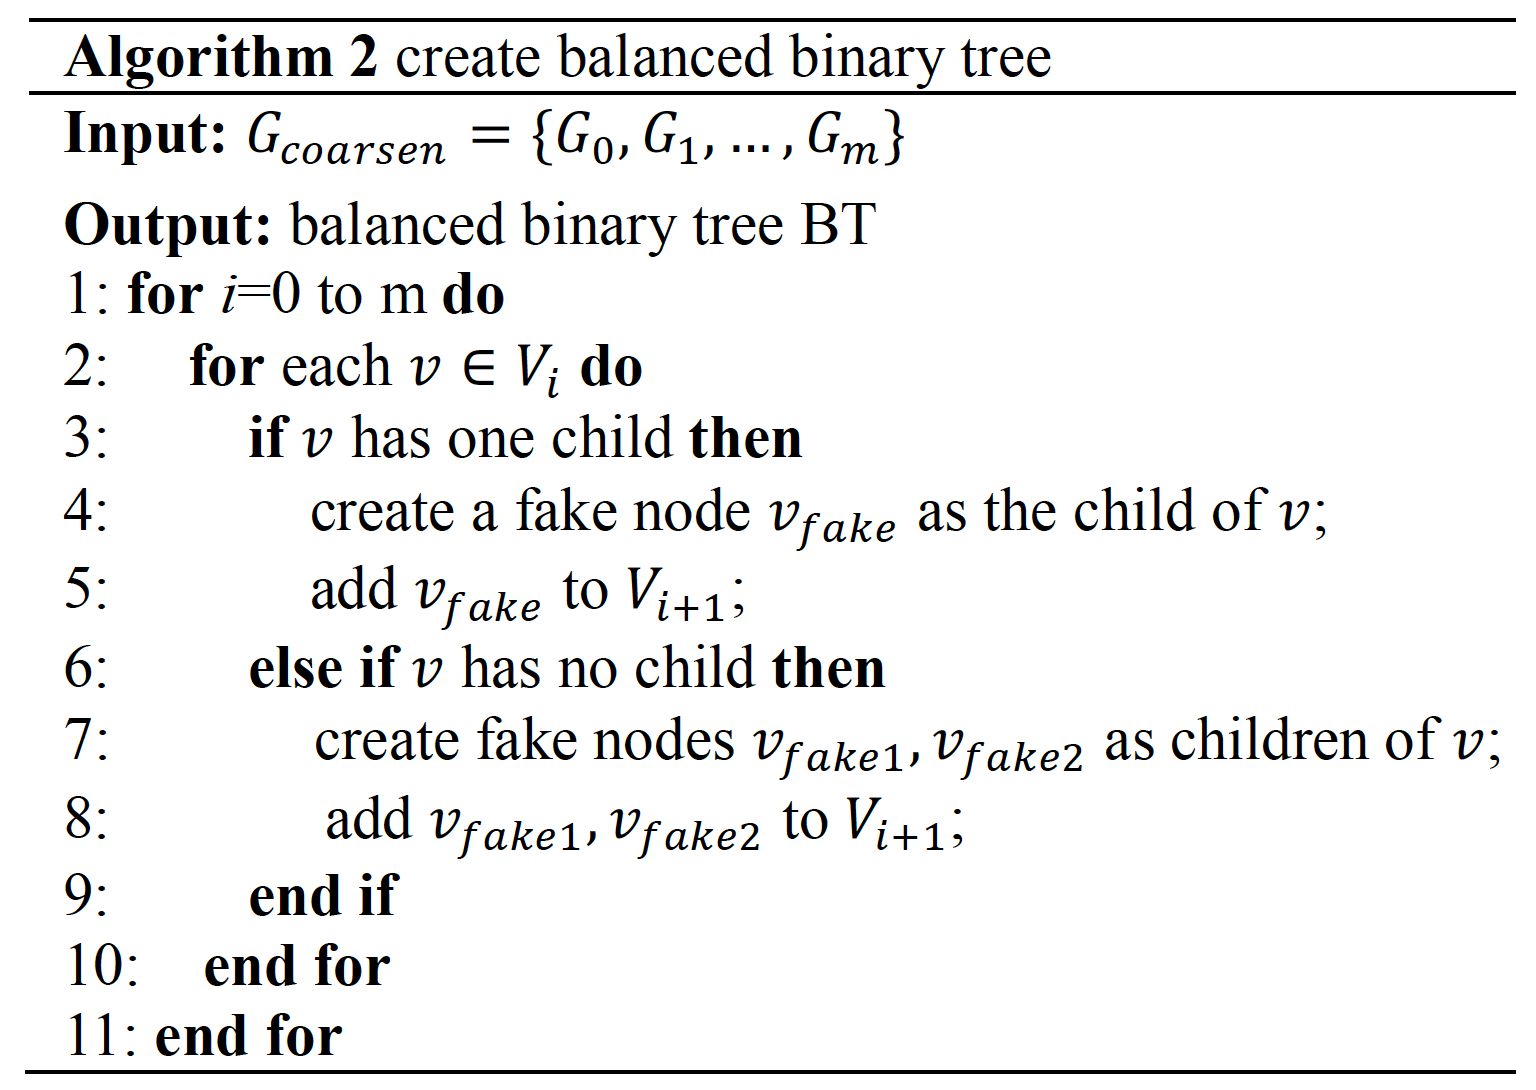 Algorithm 2 create balanced binary tree
Input: G_{coarsen} = {G_0, G_1, ... , G_m}
Output: balanced binary tree BT
1: for i=0 to m do
2: for each v ∈ V_i do
3: if v has one child then
4: create a fake node v_{fake} as the child of v;
5: add v_{fake} to V_{i+1};
6: else if v has no child then
7: create fake nodes v_{fake1}, v_{fake2} as children of v;
8: add v_{fake1}, v_{fake2} to V_{i+1};
9: end if
10: end for
11: end for